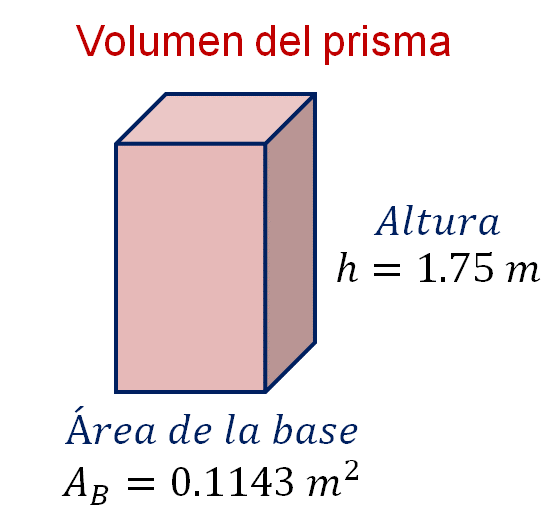 Volumen del prisma
Altura
h = 1.75 m
Área de la base
A_B = 0.1143 m²